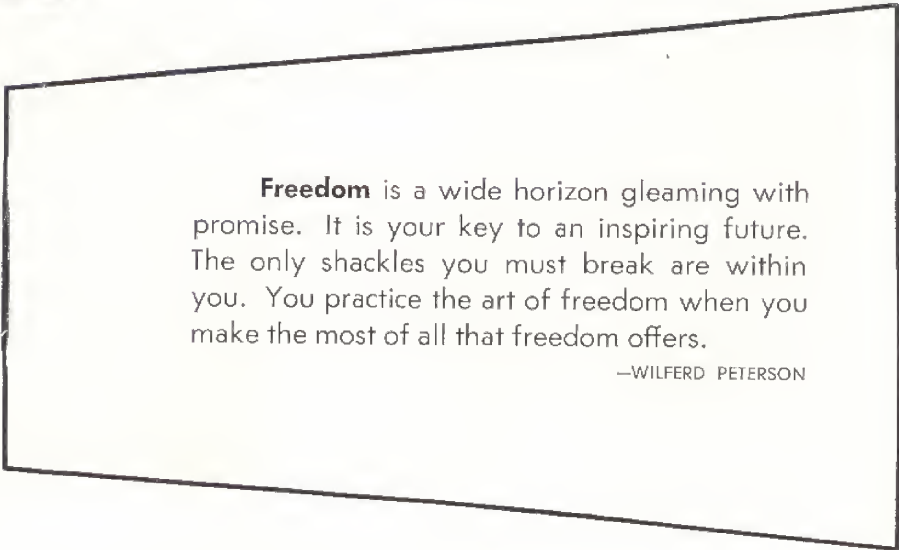 Freedom is a wide horizon gleaming with
promise. It is your key to an inspiring future.
The only shackles you must break are within
you. You practice the art of freedom when you
make the most of all that freedom offers.
—WILFERD PETERSON